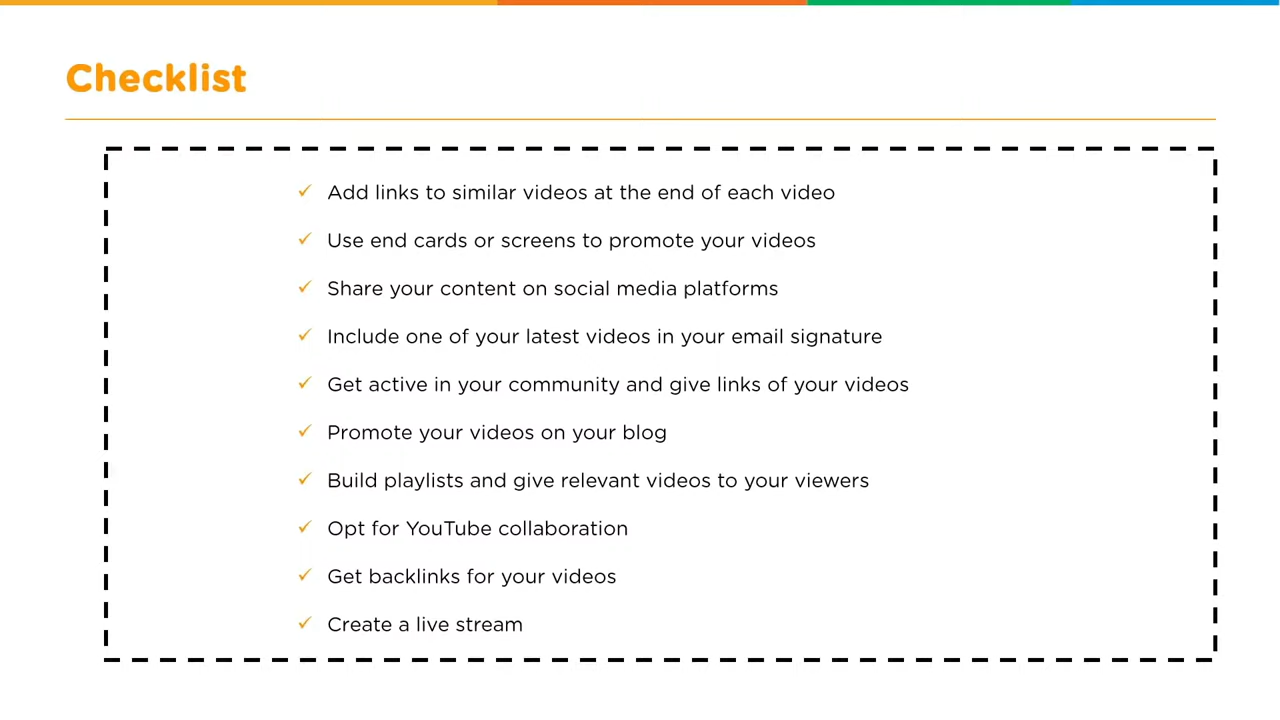 Checklist
✓ Add links to similar videos at the end of each video
✓ Use end cards or screens to promote your videos
✓ Share your content on social media platforms
✓ Include one of your latest videos in your email signature
✓ Get active in your community and give links of your videos
✓ Promote your videos on your blog
✓ Build playlists and give relevant videos to your viewers
✓ Opt for YouTube collaboration
✓ Get backlinks for your videos
✓ Create a live stream